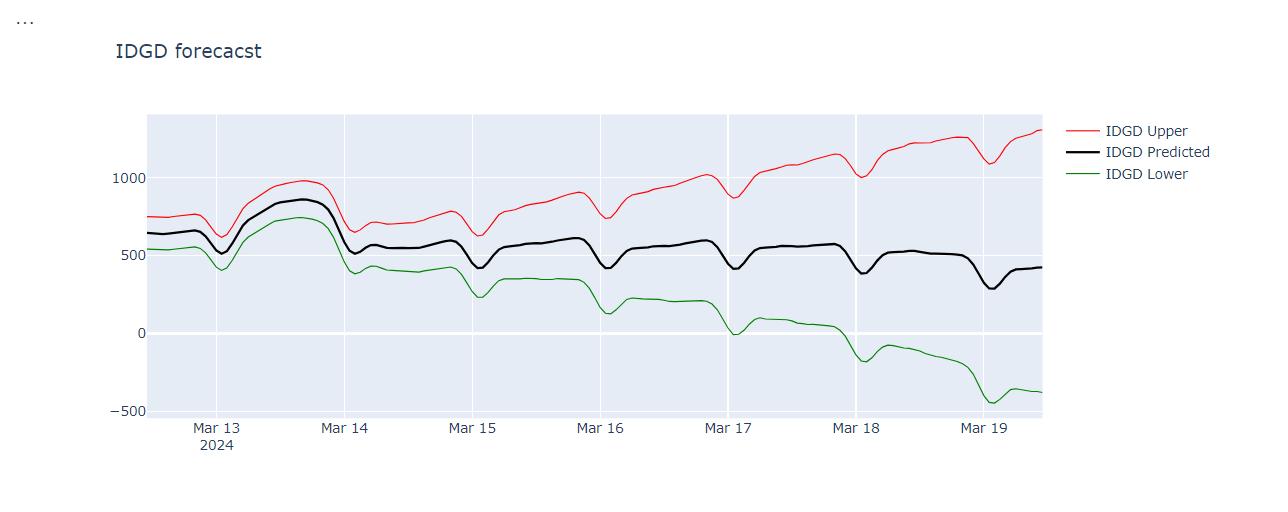 ...
IDGD forecacst
IDGD Upper
IDGD Predicted
IDGD Lower
1000
500
0
−500
Mar 13
2024
Mar 14
Mar 15
Mar 16
Mar 17
Mar 18
Mar 19